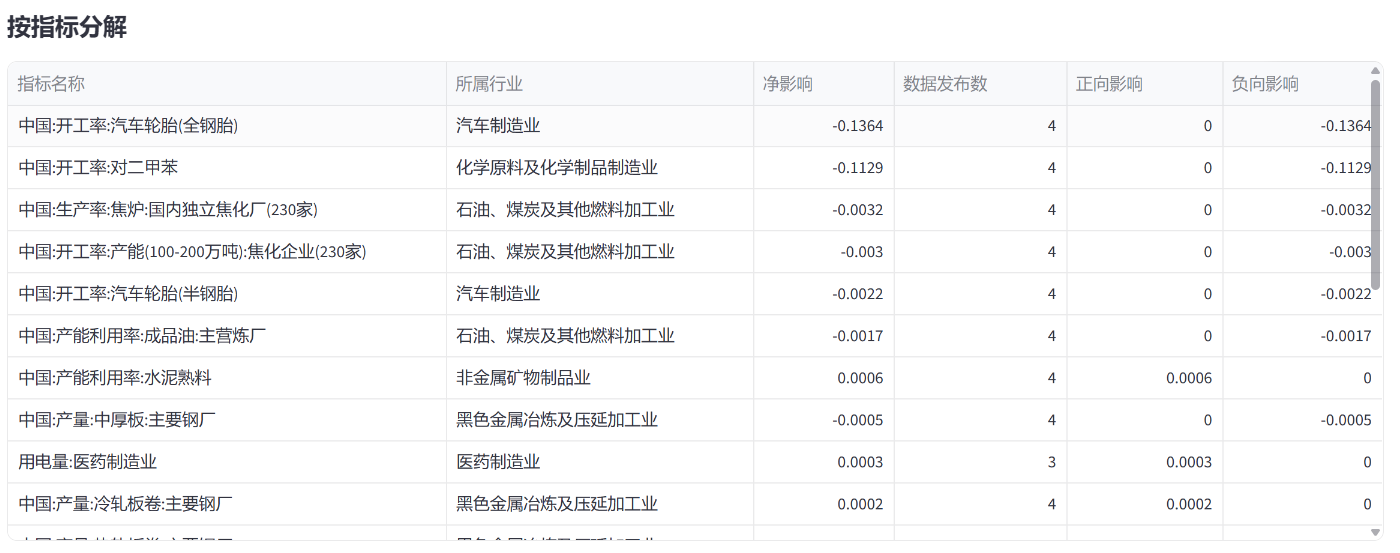 按指标分解
指标名称 所属行业 净影响 数据发布数 正向影响 负向影响
中国:开工率:汽车轮胎(全钢胎) 汽车制造业 -0.1364 4 0 -0.1364
中国:开工率:对二甲苯 化学原料及化学制品制造业 -0.1129 4 0 -0.1129
中国:生产率:焦炉:国内独立焦化厂(230家) 石油、煤炭及其他燃料加工业 -0.0032 4 0 -0.0032
中国:开工率:产能(100-200万吨):焦化企业(230家) 石油、煤炭及其他燃料加工业 -0.003 4 0 -0.003
中国:开工率:汽车轮胎(半钢胎) 汽车制造业 -0.0022 4 0 -0.0022
中国:产能利用率:成品油:主营炼厂 石油、煤炭及其他燃料加工业 -0.0017 4 0 -0.0017
中国:产能利用率:水泥熟料 非金属矿物制品业 0.0006 4 0.0006 0
中国:产量:中厚板:主要钢厂 黑色金属冶炼及压延加工业 -0.0005 4 0 -0.0005
用电量:医药制造业 医药制造业 0.0003 3 0.0003 0
中国:产量:冷轧板卷:主要钢厂 黑色金属冶炼及压延加工业 0.0002 4 0.0002 0